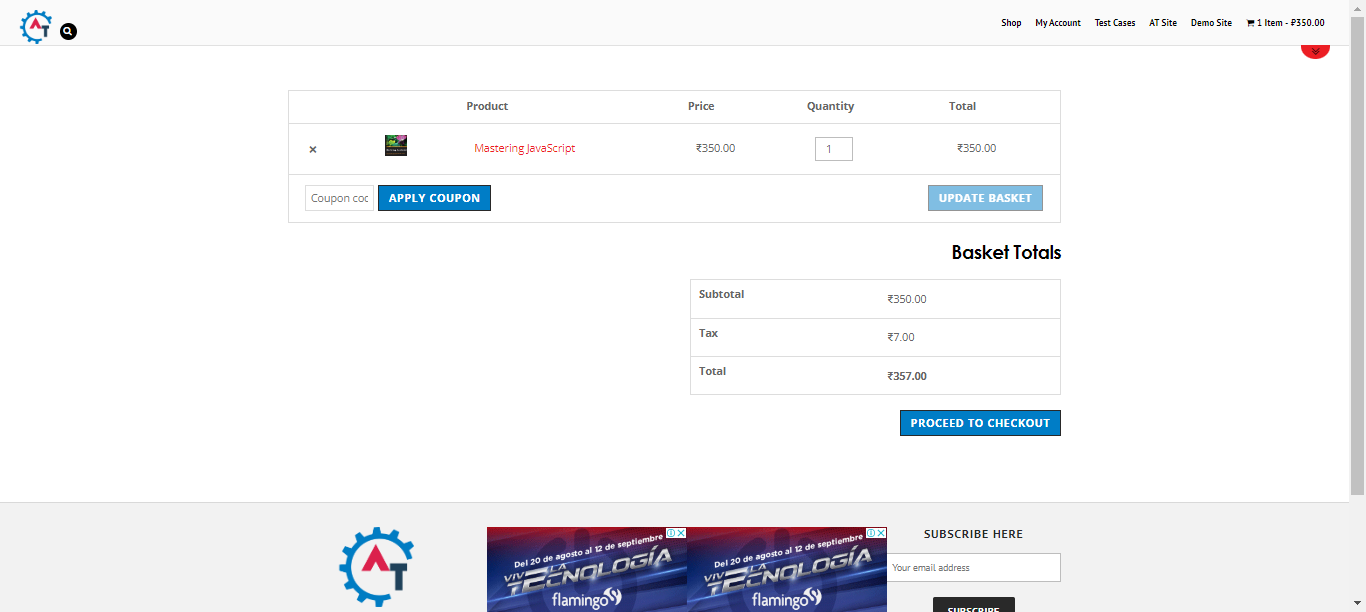 AT
Shop My Account Test Cases AT Site Demo Site 1 Item - ₹350.00
Product Price Quantity Total
× Mastering JavaScript ₹350.00 1 ₹350.00
Coupon coc APPLY COUPON UPDATE BASKET
Basket Totals
Subtotal ₹350.00
Tax ₹7.00
Total ₹357.00
PROCEED TO CHECKOUT
AT
Del 20 de agosto al 12 de septiembre
VIVE LA
TECNOLOGÍA
flamingo
Del 20 de agosto al 12 de septiembre
VIVE LA
TECNOLOGÍA
flamingo
SUBSCRIBE HERE
Your email address
SUBSCRIBE